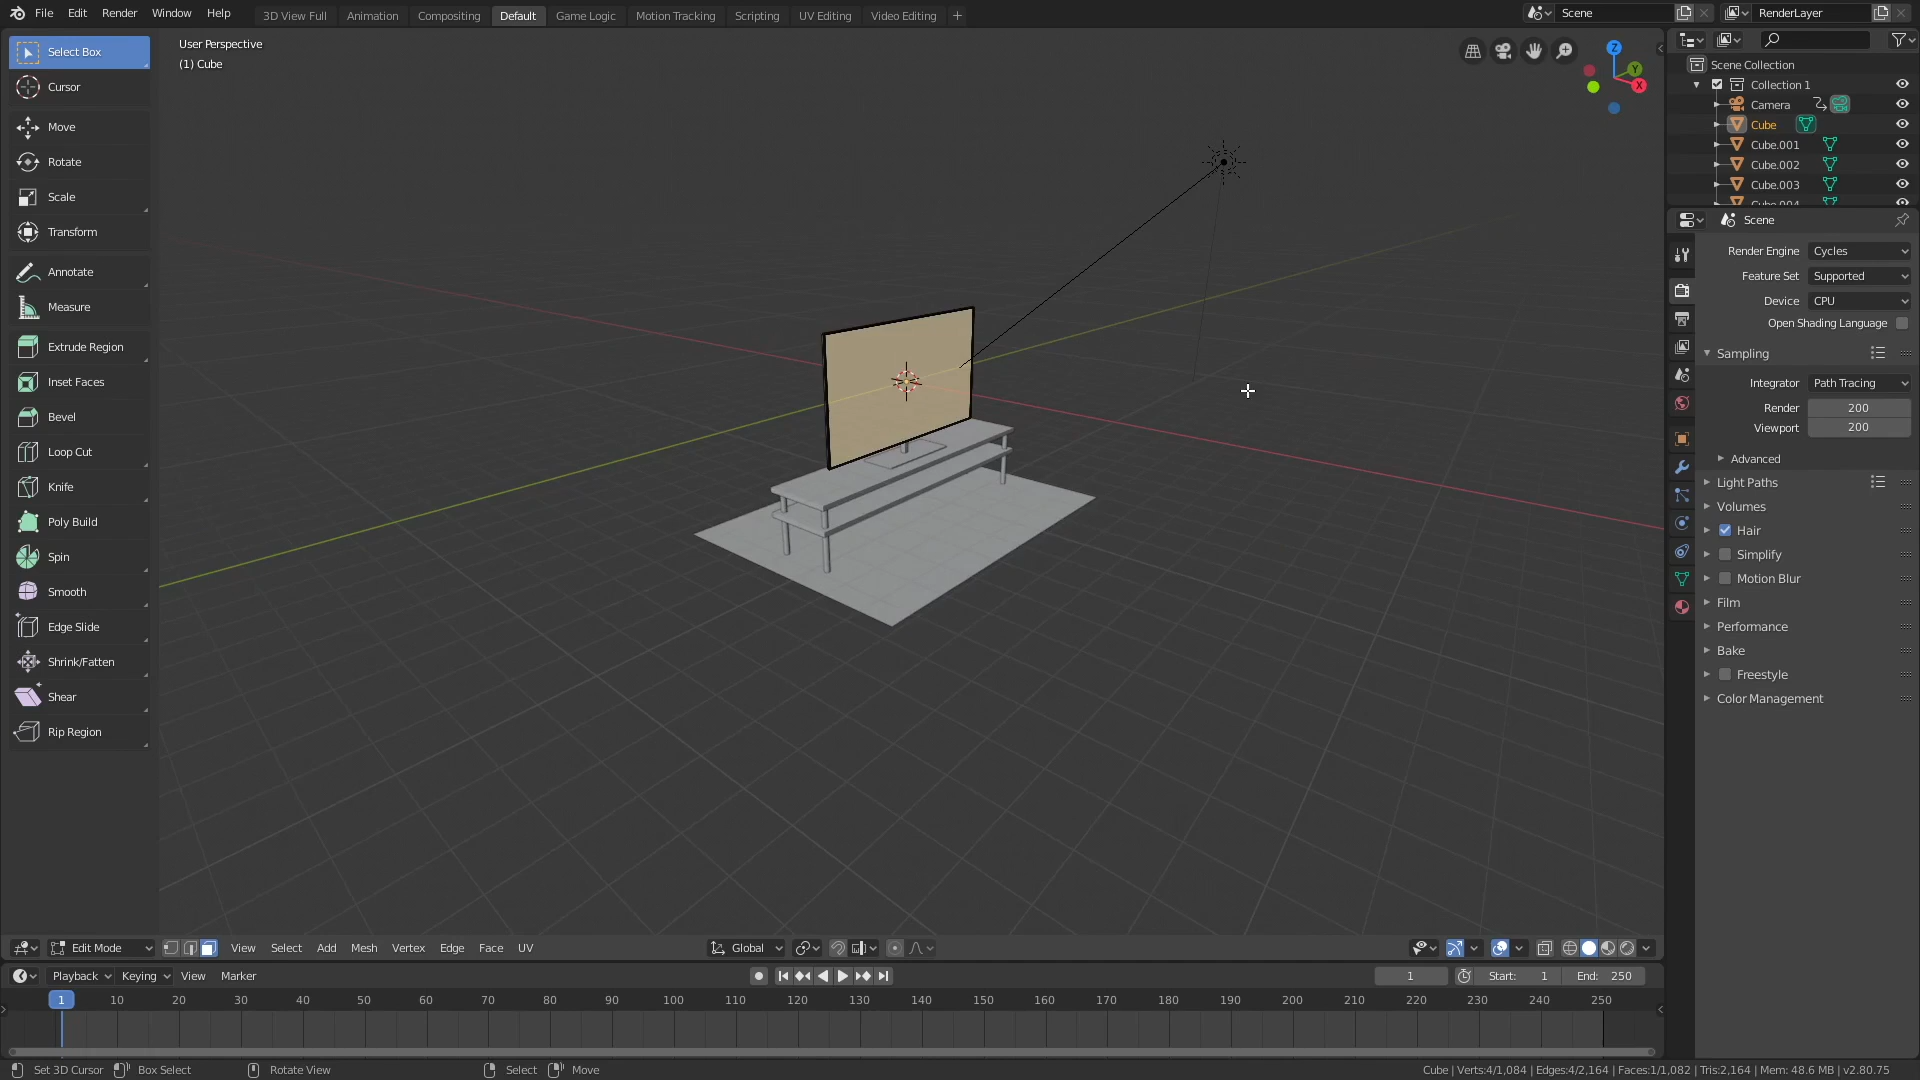 File Edit Render Window Help 3D View Full Animation Compositing Default Game Logic Motion Tracking Scripting UV Editing Video Editing + Scene RenderLayer
Select Box
Cursor
Move
Rotate
Scale
Transform
Annotate
Measure
Extrude Region
Inset Faces
Bevel
Loop Cut
Knife
Poly Build
Spin
Smooth
Edge Slide
Shrink/Fatten
Shear
Rip Region
User Perspective
(1) Cube
Z
Y
X
Scene Collection
Collection 1
Camera
Cube
Cube.001
Cube.002
Cube.003
Cube.004
Scene
Render Engine Cycles
Feature Set Supported
Device CPU
Open Shading Language
Sampling
Integrator Path Tracing
Render 200
Viewport 200
Advanced
Light Paths
Volumes
Hair
Simplify
Motion Blur
Film
Performance
Bake
Freestyle
Color Management
Edit Mode View Select Add Mesh Vertex Edge Face UV Global
Playback Keying View Marker 1 Start: 1 End: 250
1 10 20 30 40 50 60 70 80 90 100 110 120 130 140 150 160 170 180 190 200 210 220 230 240 250
Set 3D Cursor Box Select Rotate View Select Move Cube | Verts:4/1,084 | Edges:4/2,164 | Faces:1/1,082 | Tris:2,164 | Mem: 48.6 MB | v2.80.75